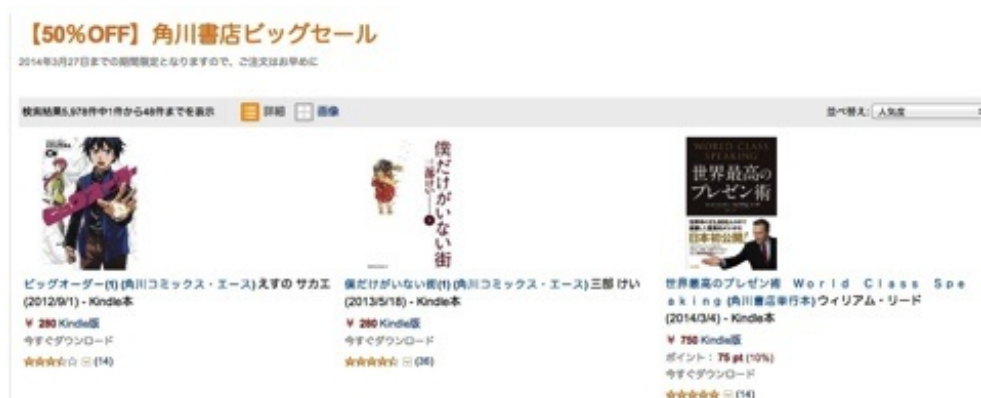 【50%OFF】角川書店ビッグセール
2014年3月27日までの期間限定となりますので、ご注文はお早めに
検索結果5,978件中1件から48件までを表示
詳細
画像
並べ替え: 人気度
僕だけがいない街
三部けい
WORLD CLASS
SPEAKING
世界最高の
プレゼン術
日本初公開!
ビッグオーダー(1) (角川コミックス・エース) えすの サカエ
(2012/9/1) - Kindle本
¥ 280 Kindle版
今すぐダウンロード
(14)
僕だけがいない街(1) (角川コミックス・エース) 三部 けい
(2013/5/18) - Kindle本
¥ 280 Kindle版
今すぐダウンロード
(36)
世界最高のプレゼン術 World Class Spe
aking (角川書店単行本) ウィリアム・リード
(2014/3/4) - Kindle本
¥ 750 Kindle版
ポイント: 75 pt (10%)
今すぐダウンロード
(14)